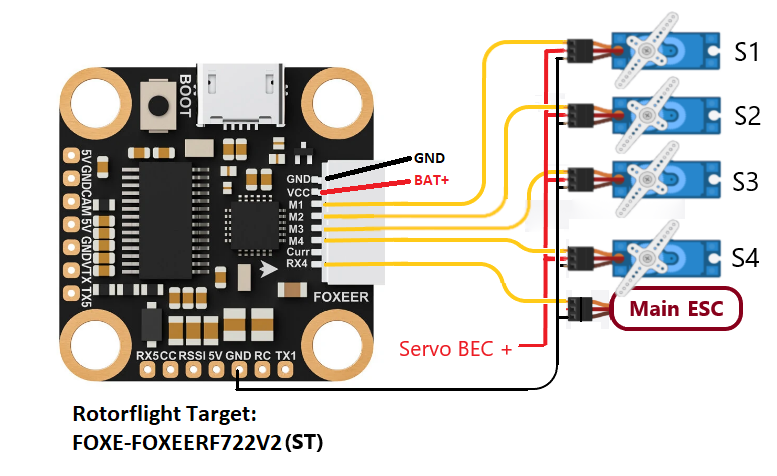 BOOT
5V
GND
CAM
5V
GND
VTX
TX5
GND
VCC
M1
M2
M3
M4
Curr
RX4
FOXEER
RX5 CC RSSI 5V GND RC TX1
GND
BAT+
S1
S2
S3
S4
Main ESC
Servo BEC +
Rotorflight Target:
FOXE-FOXEERF722V2 (ST)